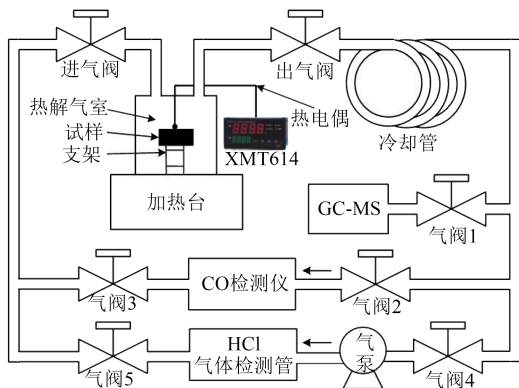 进气阀
出气阀
热解气室
试样
支架
热电偶
XMT614
冷却管
加热台
GC-MS
气阀1
CO检测仪
气阀3
气阀2
HCl
气体检测管
气泵
气阀5
气阀4